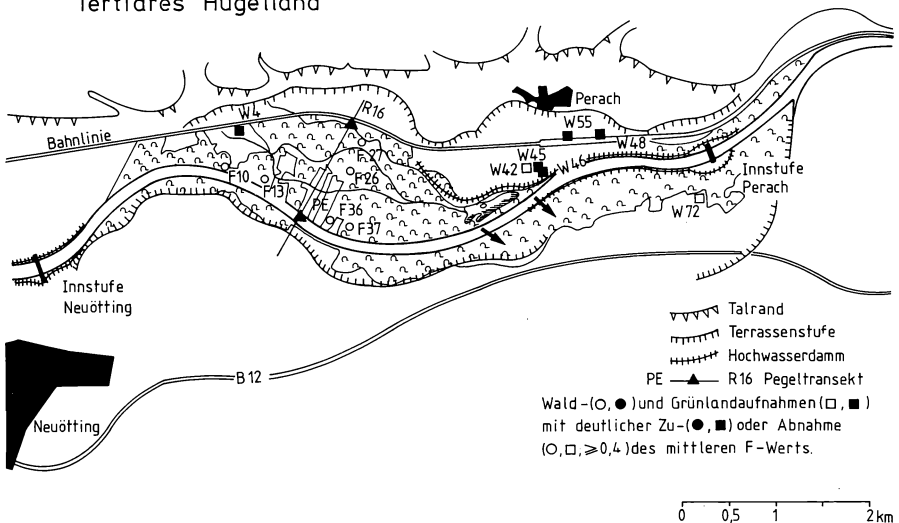 Tertiäres Hügelland
Bahnlinie
W4
R16
Perach
W55
W48
F27
F26
F10
F13
PE
F36
F37
W45
W42
W46
W72
Innstufe
Perach
Innstufe
Neuötting
B12
Neuötting
Talrand
Terrassenstufe
Hochwasserdamm
PE R16 Pegeltransekt
Wald-(○,●)und Grünlandaufnahmen(□,■)
mit deutlicher Zu-(●,■) oder Abnahme
(○,□,≥0,4)des mittleren F-Werts.
0 0,5 1 2 km